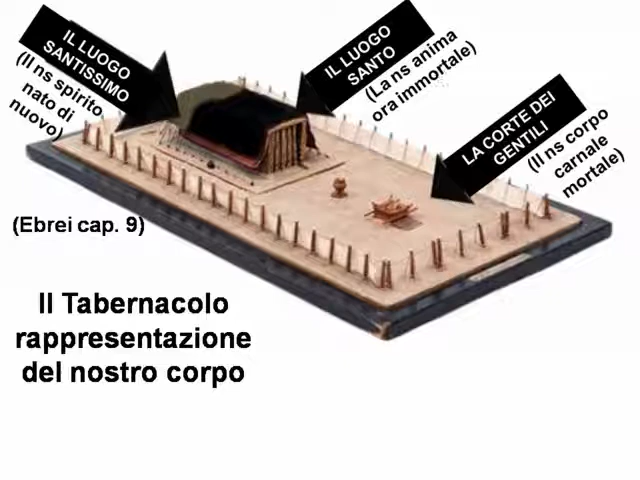 IL LUOGO
SANTISSIMO
(Il ns spirito
nato di
nuovo)
IL LUOGO
SANTO
(La ns anima
ora immortale)
LA CORTE DEI
GENTILI
(Il ns corpo
carnale
mortale)
(Ebrei cap. 9)
Il Tabernacolo
rappresentazione
del nostro corpo